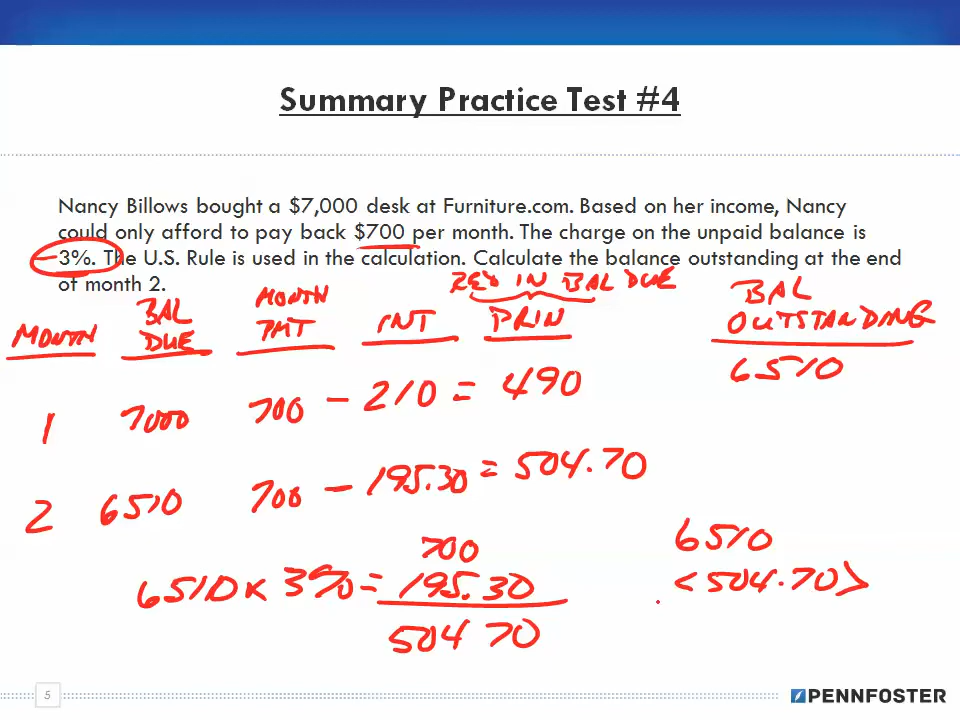 Summary Practice Test #4
Nancy Billows bought a $7,000 desk at Furniture.com. Based on her income, Nancy
could only afford to pay back $700 per month. The charge on the unpaid balance is
3%. The U.S. Rule is used in the calculation. Calculate the balance outstanding at the end
of month 2.
RED IN BAL DUE
MONTH
BAL DUE
MONTH PMT
INT
PRIN
BAL OUTSTANDING
6510
1 7000 700 - 210 = 490
2 6510 700 - 195.30 = 504.70
700
6510 x 3% = 195.30
504 70
6510
<504.70>
5
PENNFOSTER